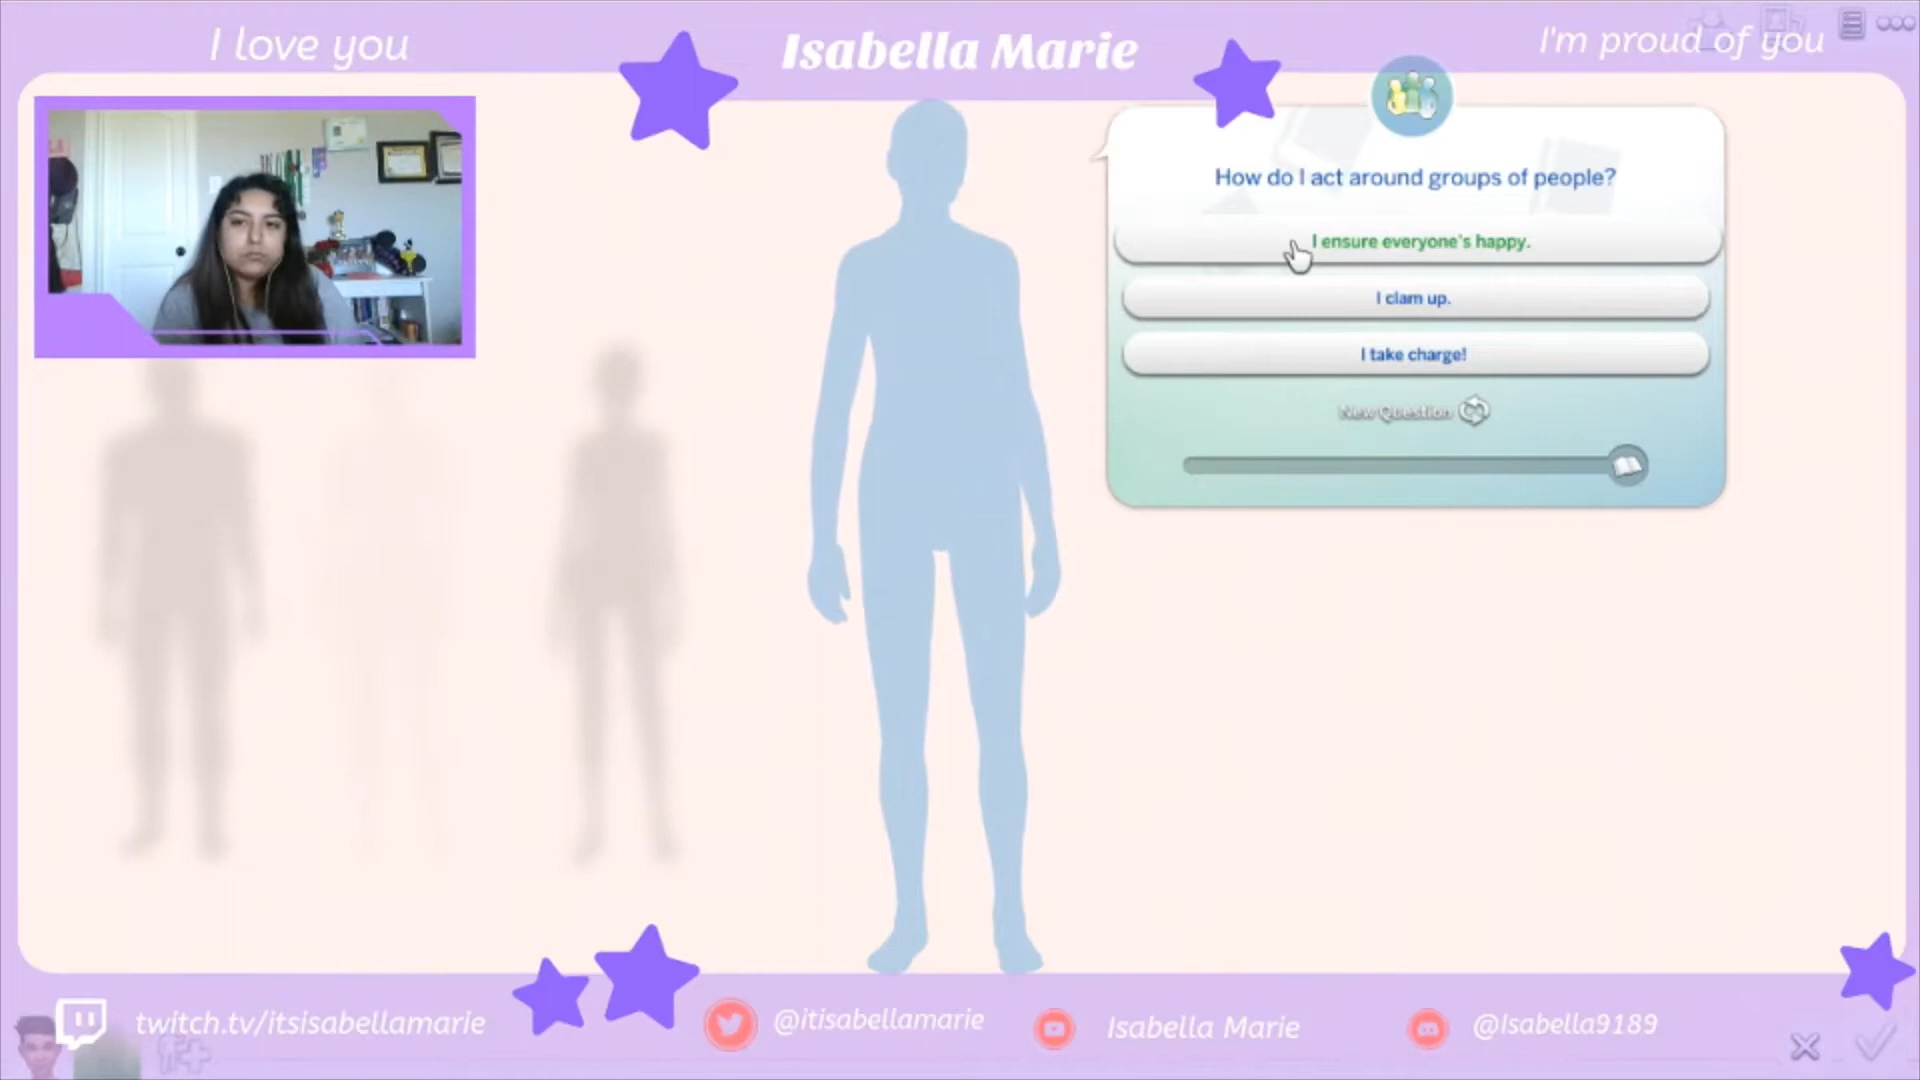 I love you
Isabella Marie
I'm proud of you
How do I act around groups of people?
I ensure everyone's happy.
I clam up.
I take charge!
New Question
twitch.tv/itsisabellamarie
@itisabellamarie
Isabella Marie
@Isabella9189